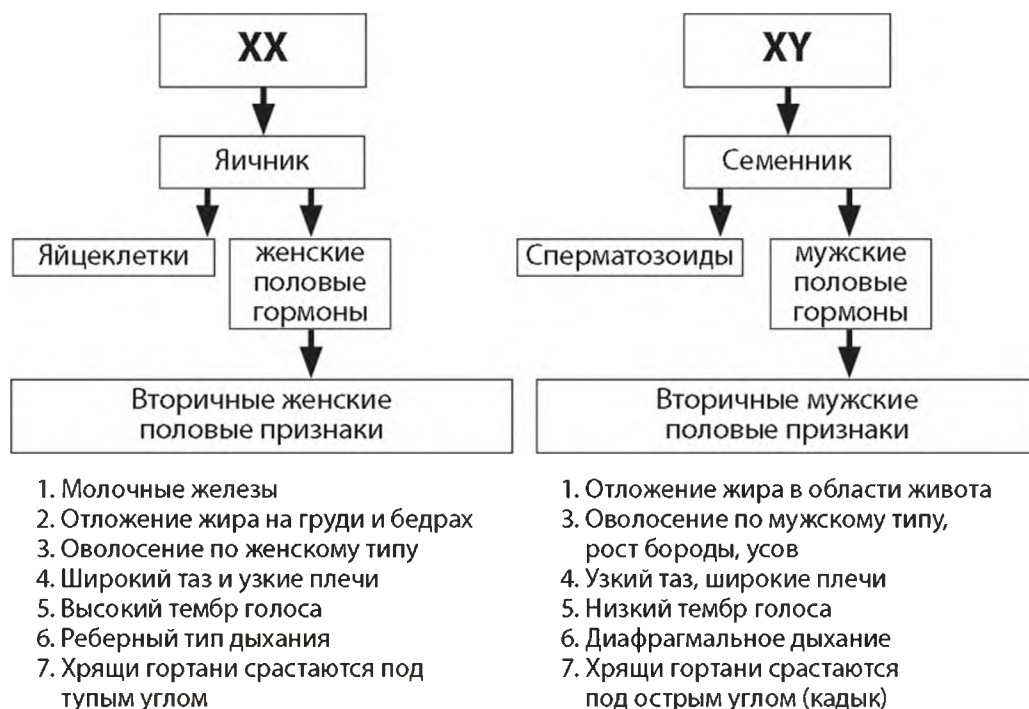 XX
Яичник
Яйцеклетки
женские
половые
гормоны
Вторичные женские
половые признаки
1. Молочные железы
2. Отложение жира на груди и бедрах
3. Оволосение по женскому типу
4. Широкий таз и узкие плечи
5. Высокий тембр голоса
6. Реберный тип дыхания
7. Хрящи гортани срастаются под
тупым углом
XY
Семенник
Сперматозоиды
мужские
половые
гормоны
Вторичные мужские
половые признаки
1. Отложение жира в области живота
3. Оволосение по мужскому типу,
рост бороды, усов
4. Узкий таз, широкие плечи
5. Низкий тембр голоса
6. Диафрагмальное дыхание
7. Хрящи гортани срастаются
под острым углом (кадык)